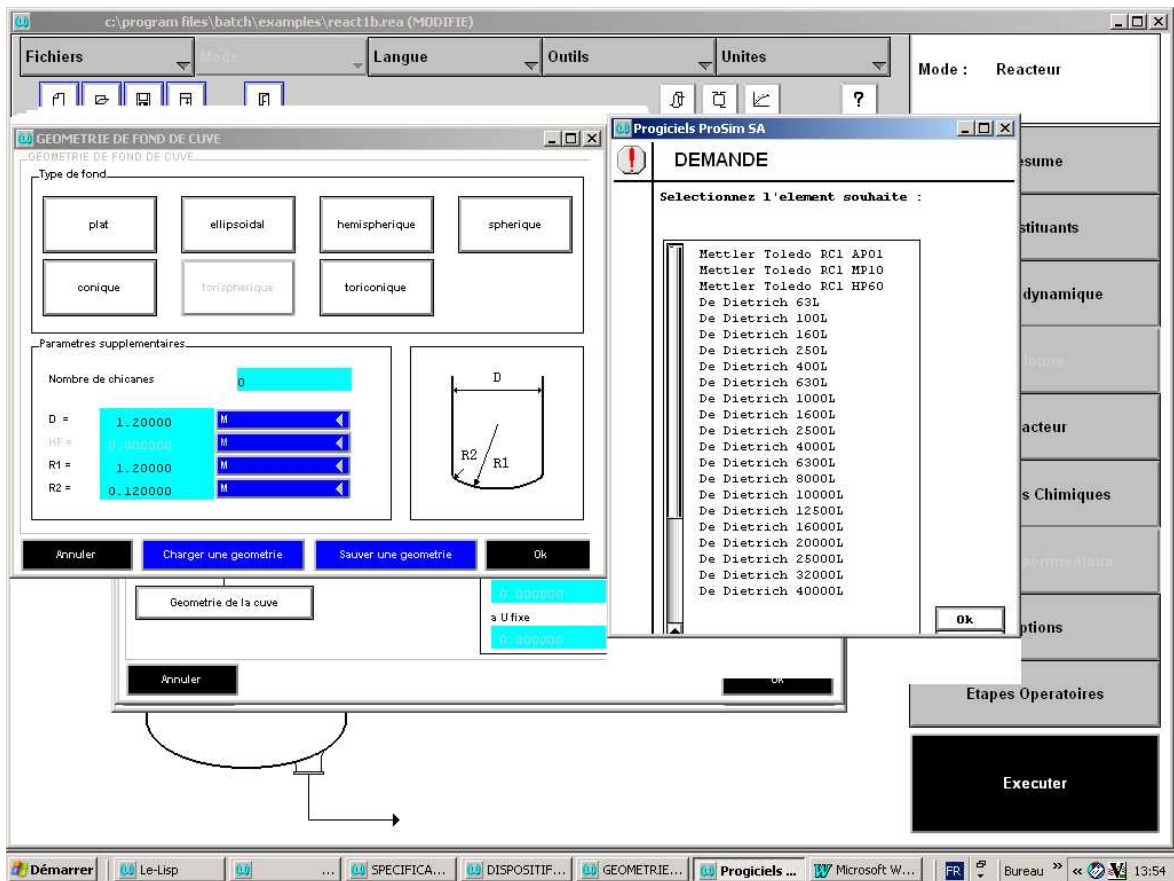 c:\program files\batch\examples\react1b.rea (MODIFIE)
Fichiers
Mode
Langue
Outils
Unites
?
Mode : Reacteur
esume
stituants
dynamique
acteur
s Chimiques
perimentaux
ptions
Etapes Operatoires
Executer
GEOMETRIE DE FOND DE CUVE
GEOMETRIE DE FOND DE CUVE
Type de fond
plat
ellipsoidal
hemispherique
spherique
conique
torispherique
toriconique
Parametres supplementaires
Nombre de chicanes 0
D = 1.20000 M
HF = 0.000000 M
R1 = 1.20000 M
R2 = 0.120000 M
D
R2
R1
Annuler
Charger une geometrie
Sauver une geometrie
Ok
Progiciels ProSim SA
DEMANDE
Selectionnez l'element souhaite :
Mettler Toledo RC1 AP01
Mettler Toledo RC1 MP10
Mettler Toledo RC1 HP60
De Dietrich 63L
De Dietrich 100L
De Dietrich 160L
De Dietrich 250L
De Dietrich 400L
De Dietrich 630L
De Dietrich 1000L
De Dietrich 1600L
De Dietrich 2500L
De Dietrich 4000L
De Dietrich 6300L
De Dietrich 8000L
De Dietrich 10000L
De Dietrich 12500L
De Dietrich 16000L
De Dietrich 20000L
De Dietrich 25000L
De Dietrich 32000L
De Dietrich 40000L
Ok
Geometrie de la cuve
0.000000
a U fixe
0.000000
Annuler
Démarrer
Le-Lisp
...
SPECIFICA...
DISPOSITIF...
GEOMETRIE...
Progiciels ...
Microsoft W...
FR
Bureau
13:54